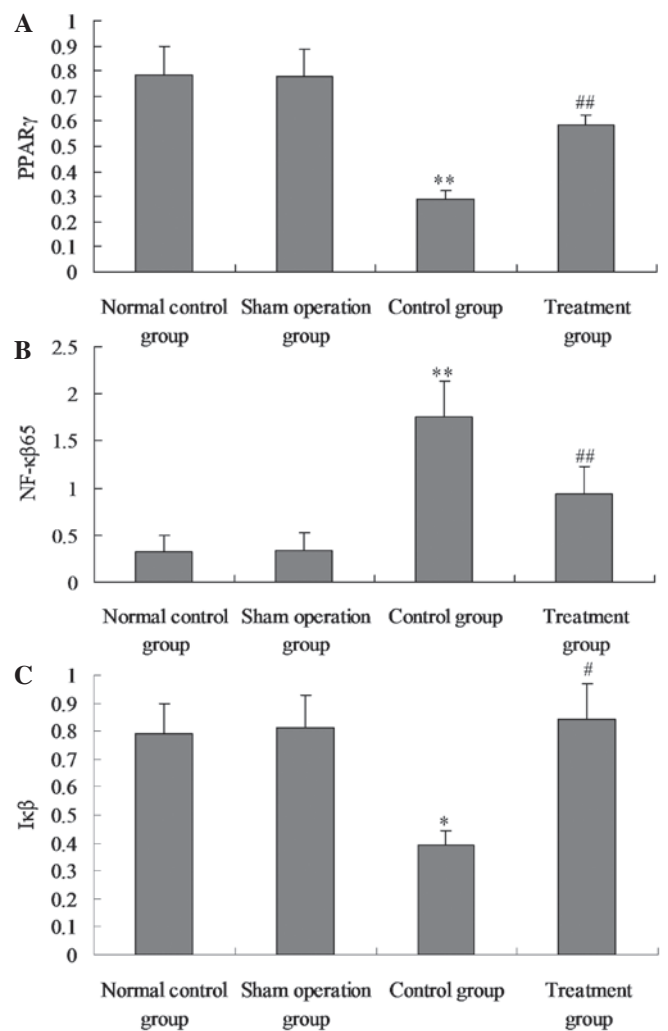 A
1
0.9
0.8
0.7
0.6
0.5
0.4
0.3
0.2
0.1
0
PPARγ
**
##
Normal control group
Sham operation group
Control group
Treatment group
B
2.5
2
1.5
1
0.5
0
NF-κβ65
**
##
Normal control group
Sham operation group
Control group
Treatment group
C
1
0.9
0.8
0.7
0.6
0.5
0.4
0.3
0.2
0.1
0
Iκβ
*
#
Normal control group
Sham operation group
Control group
Treatment group